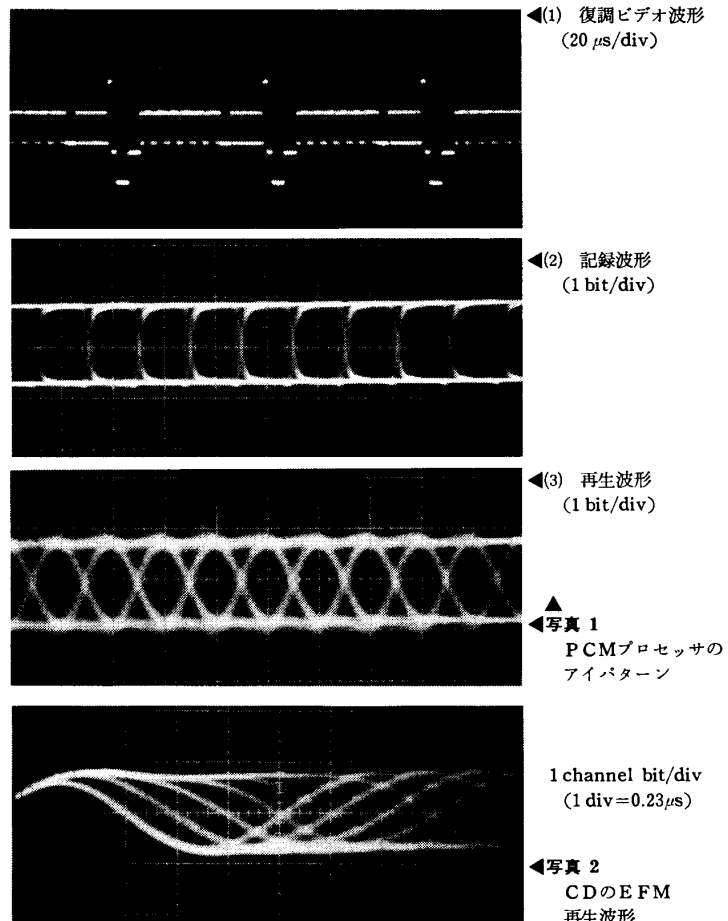 ◀(1) 復調ビデオ波形
(20 μs/div)
◀(2) 記録波形
(1 bit/div)
◀(3) 再生波形
(1 bit/div)
▲
◀写真 1
PCMプロセッサの
アイパターン
1 channel bit/div
(1 div=0.23μs)
◀写真 2
CDのEFM
再生波形